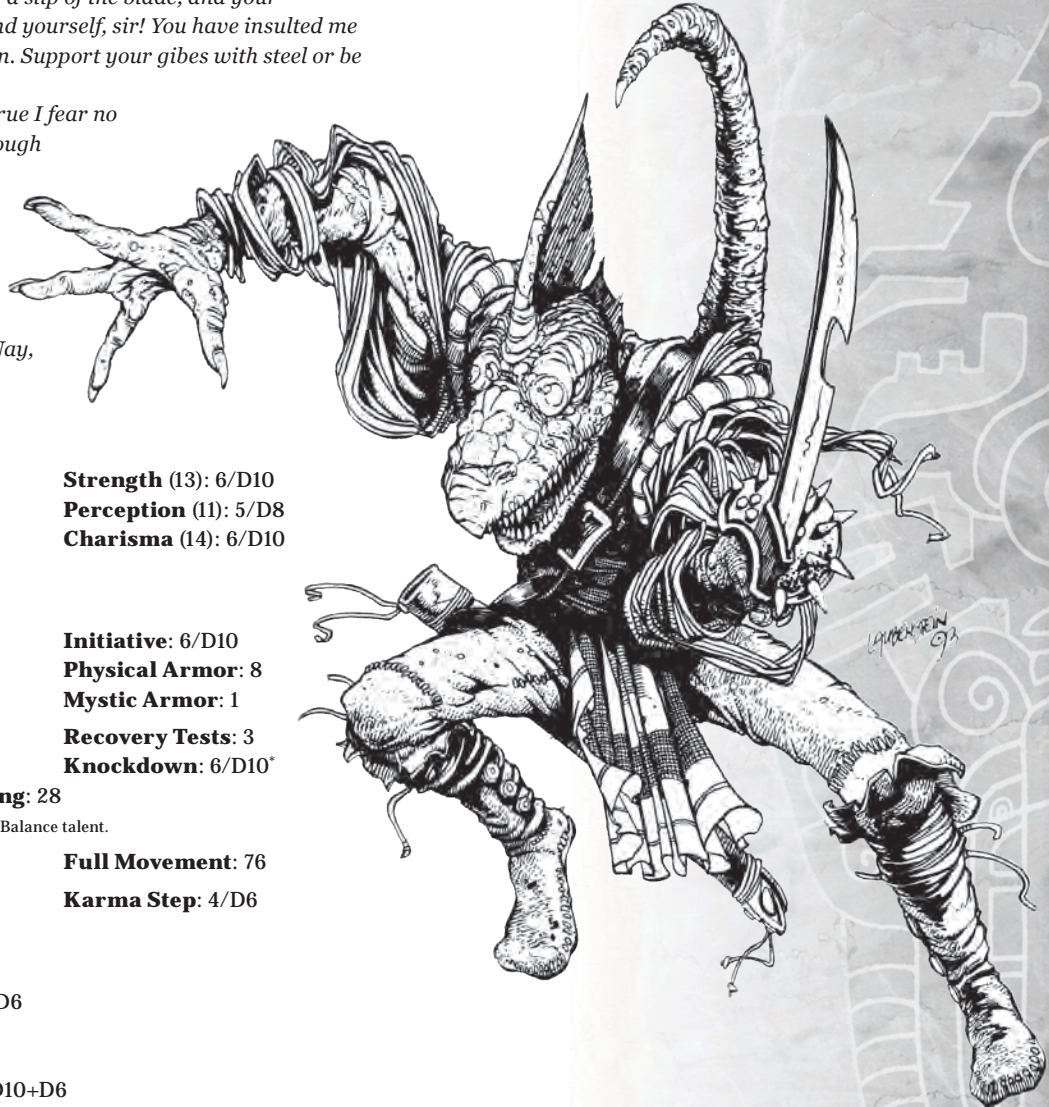 a slip of the blade, and your
nd yourself, sir! You have insulted me
n. Support your gibes with steel or be
rue I fear no
ough
Way,
Strength (13): 6/D10
Perception (11): 5/D8
Charisma (14): 6/D10
Initiative: 6/D10
Physical Armor: 8
Mystic Armor: 1
Recovery Tests: 3
Knockdown: 6/D10*
ng: 28
Balance talent.
Full Movement: 76
Karma Step: 4/D6
D6
D10+D6
LAUBENSTEIN
93